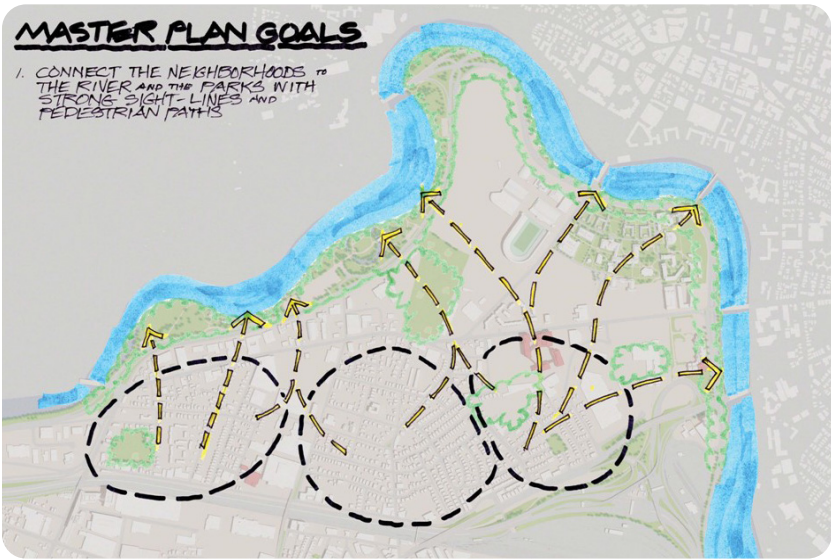 MASTER PLAN GOALS
1. CONNECT THE NEIGHBORHOODS TO
THE RIVER AND THE PARKS WITH
STRONG SIGHT-LINES AND
PEDESTRIAN PATHS